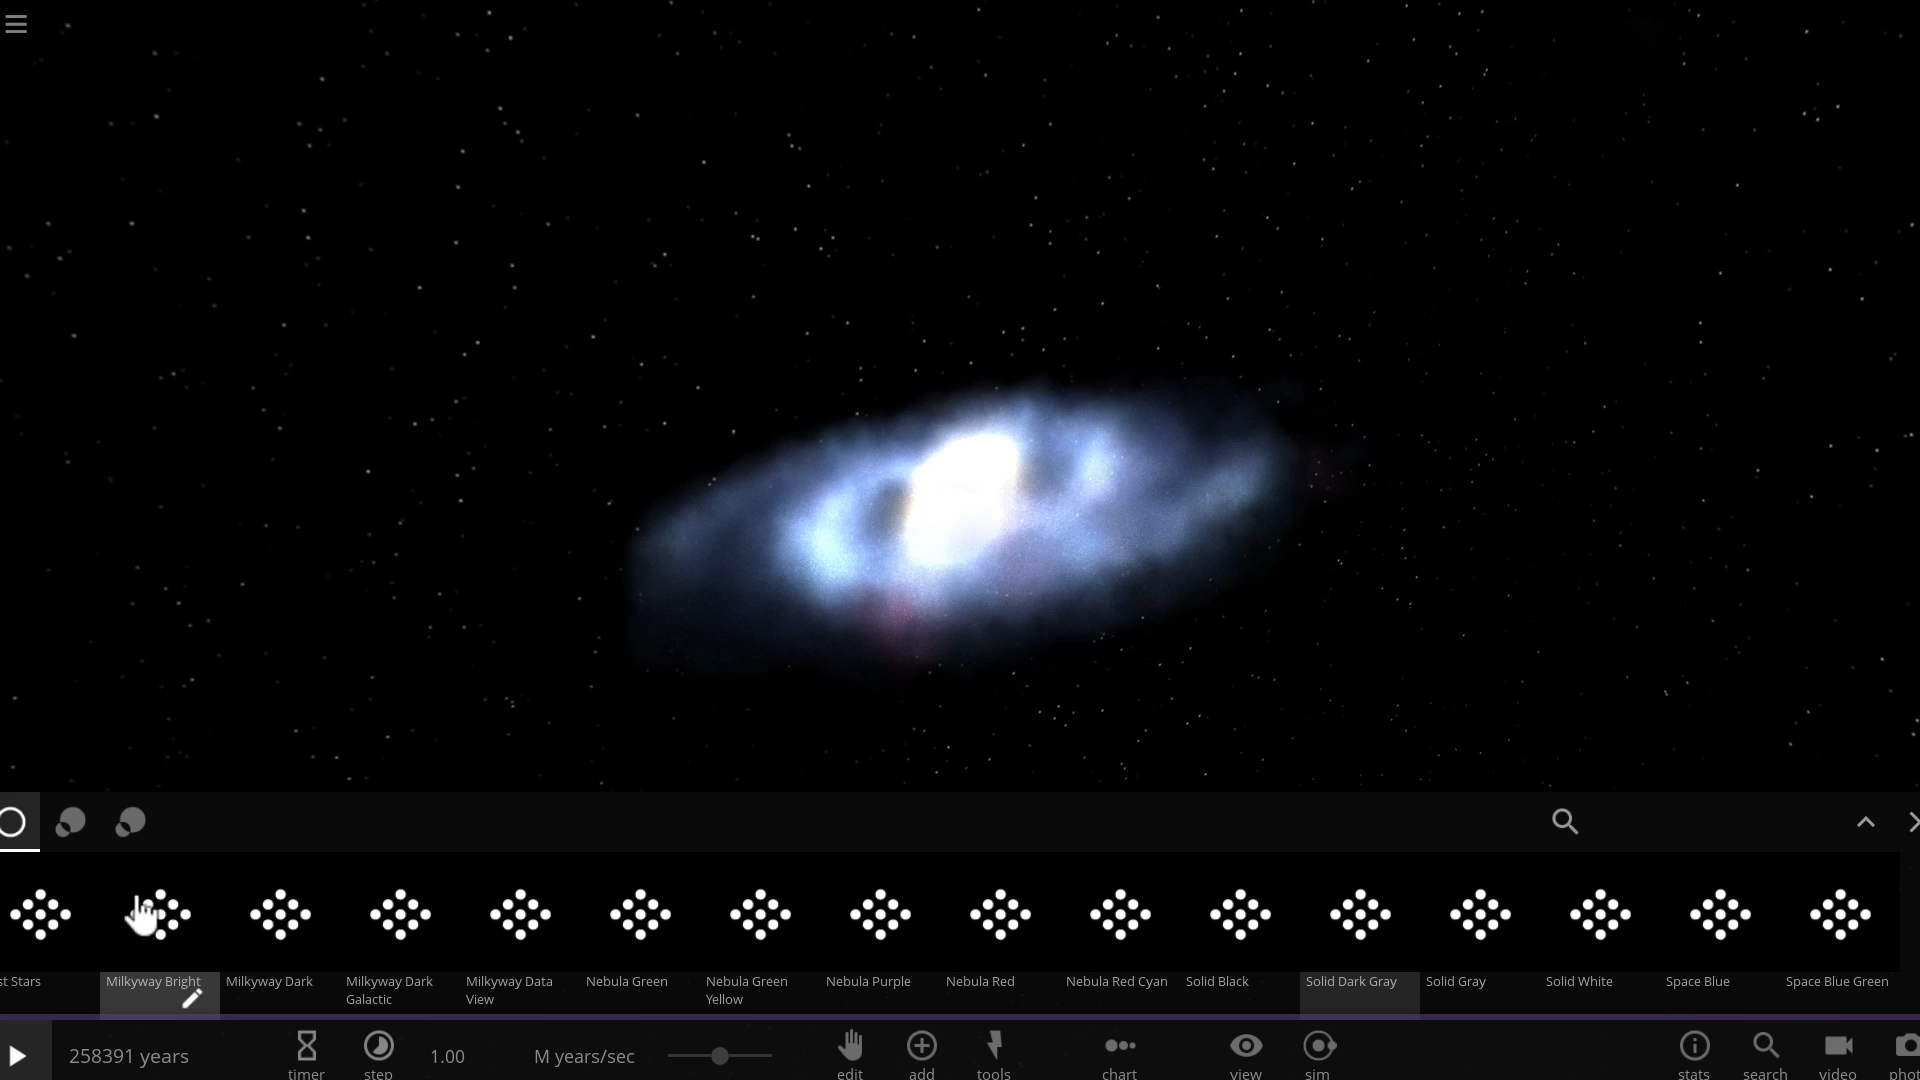 st Stars
Milkyway Bright
Milkyway Dark
Milkyway Dark
Galactic
Milkyway Data
View
Nebula Green
Nebula Green
Yellow
Nebula Purple
Nebula Red
Nebula Red Cyan
Solid Black
Solid Dark Gray
Solid Gray
Solid White
Space Blue
Space Blue Green
258391 years
timer
step
1.00
M years/sec
edit
add
tools
chart
view
sim
stats
search
video
phot